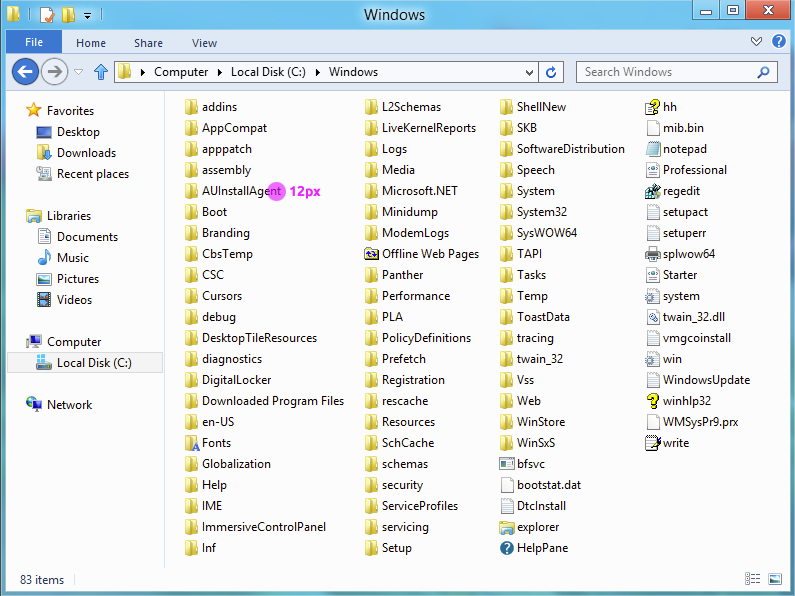 Windows
File Home Share View
Computer Local Disk (C:) Windows
Search Windows
Favorites
Desktop
Downloads
Recent places
Libraries
Documents
Music
Pictures
Videos
Computer
Local Disk (C:)
Network
addins
AppCompat
apppatch
assembly
AUInstallAgent 12px
Boot
Branding
CbsTemp
CSC
Cursors
debug
DesktopTileResources
diagnostics
DigitalLocker
Downloaded Program Files
en-US
Fonts
Globalization
Help
IME
ImmersiveControlPanel
Inf
L2Schemas
LiveKernelReports
Logs
Media
Microsoft.NET
Minidump
ModemLogs
Offline Web Pages
Panther
Performance
PLA
PolicyDefinitions
Prefetch
Registration
rescache
Resources
SchCache
schemas
security
ServiceProfiles
servicing
Setup
ShellNew
SKB
SoftwareDistribution
Speech
System
System32
SysWOW64
TAPI
Tasks
Temp
ToastData
tracing
twain_32
Vss
Web
WinStore
WinSxS
bfsvc
bootstat.dat
DtcInstall
explorer
HelpPane
hh
mib.bin
notepad
Professional
regedit
setupact
setuperr
splwow64
Starter
system
twain_32.dll
vmgcoinstall
win
WindowsUpdate
winhlp32
WMSysPr9.prx
write
83 items